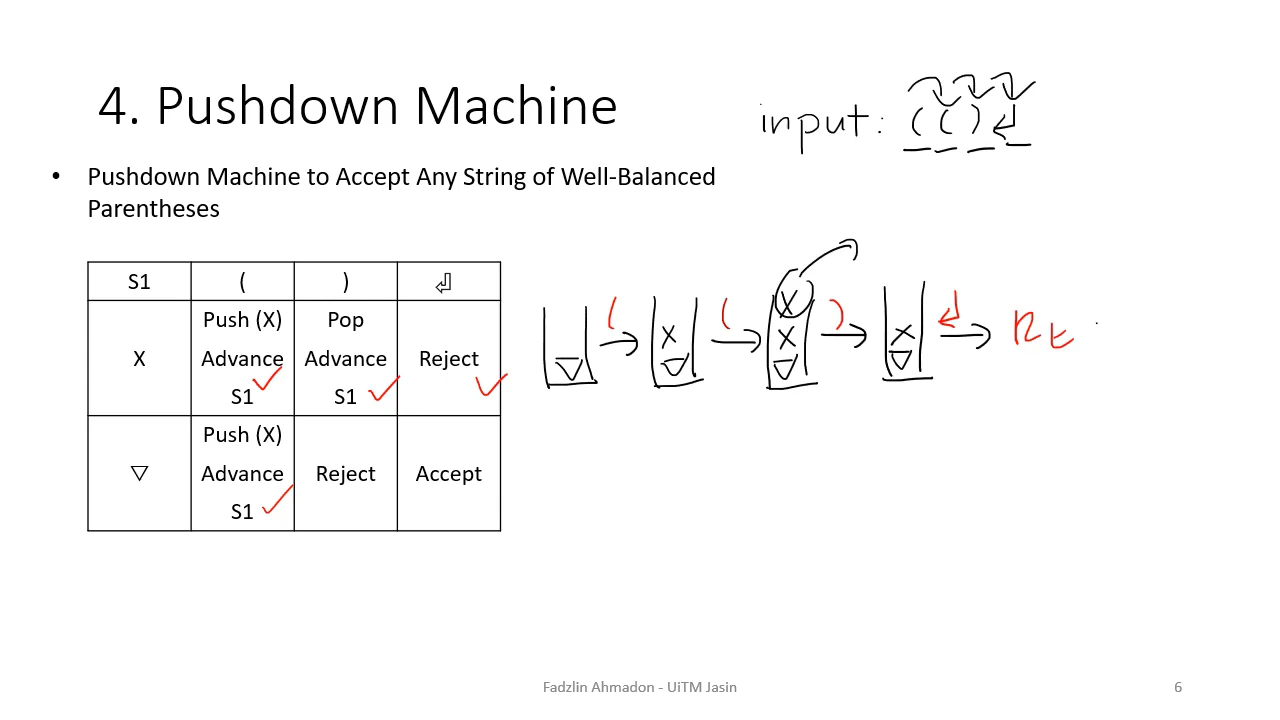 4. Pushdown Machine
input: ( ( ) ↲
• Pushdown Machine to Accept Any String of Well-Balanced
Parentheses
S1 ( ) ⏎
X Push (X) Advance S1 Pop Advance S1 Reject
▽ Push (X) Advance S1 Reject Accept
( ( ) ↲ Re
▽ X ▽ X X ▽ X ▽
Fadzlin Ahmadon - UiTM Jasin
6